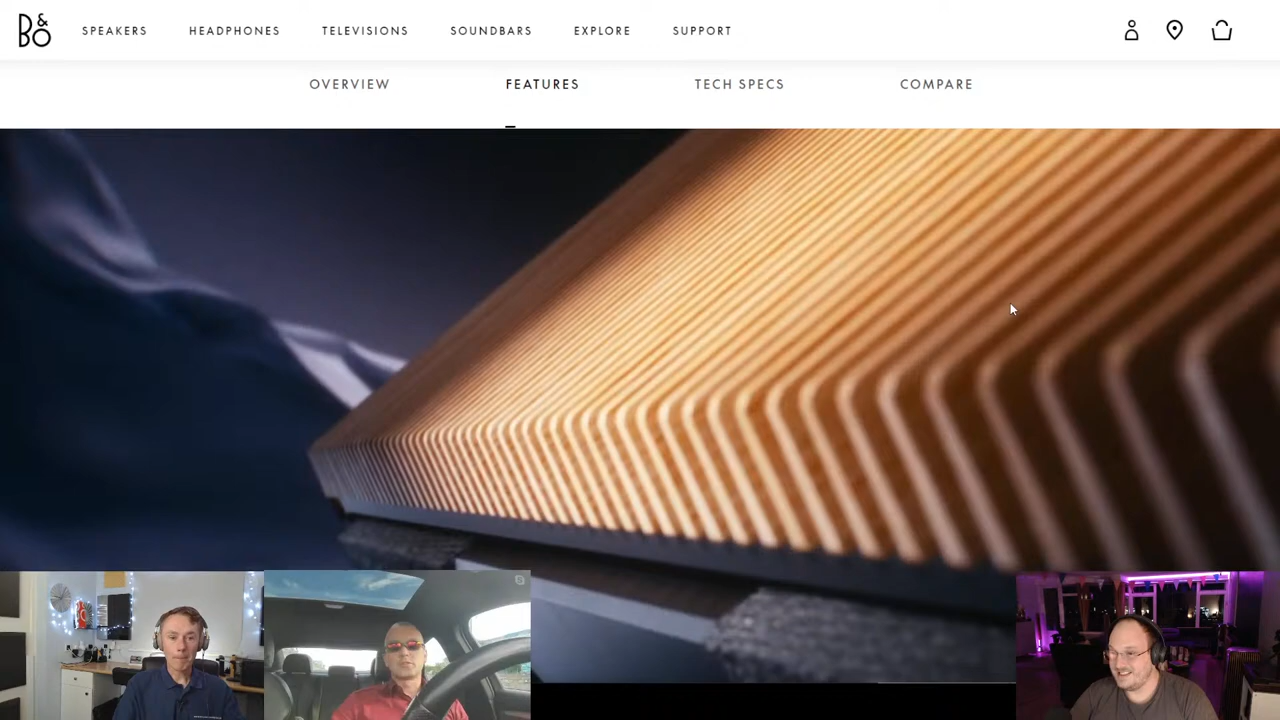 B&O
SPEAKERS HEADPHONES TELEVISIONS SOUNDBARS EXPLORE SUPPORT
OVERVIEW FEATURES TECH SPECS COMPARE